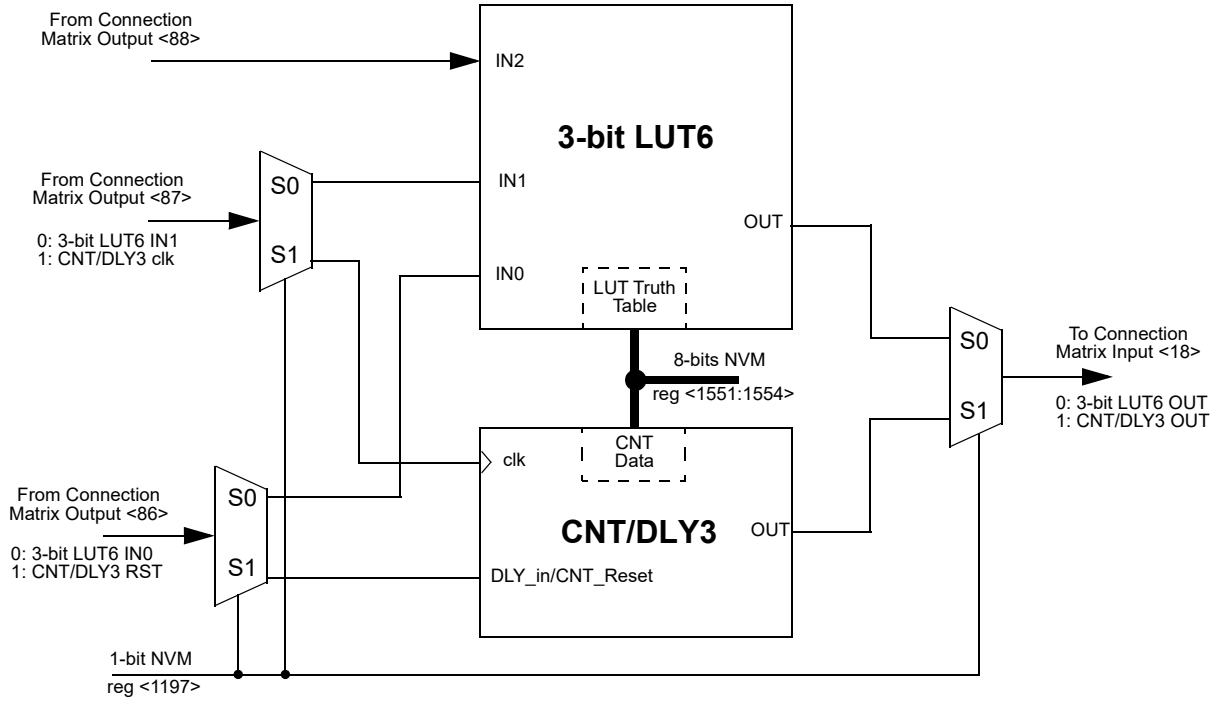 From Connection
Matrix Output <88>
IN2
3-bit LUT6
From Connection
Matrix Output <87>
0: 3-bit LUT6 IN1
1: CNT/DLY3 clk
S0
S1
IN1
OUT
IN0
LUT Truth
Table
8-bits NVM
reg <1551:1554>
S0
S1
To Connection
Matrix Input <18>
0: 3-bit LUT6 OUT
1: CNT/DLY3 OUT
clk
CNT
Data
From Connection
Matrix Output <86>
0: 3-bit LUT6 IN0
1: CNT/DLY3 RST
S0
S1
CNT/DLY3
OUT
DLY_in/CNT_Reset
1-bit NVM
reg <1197>